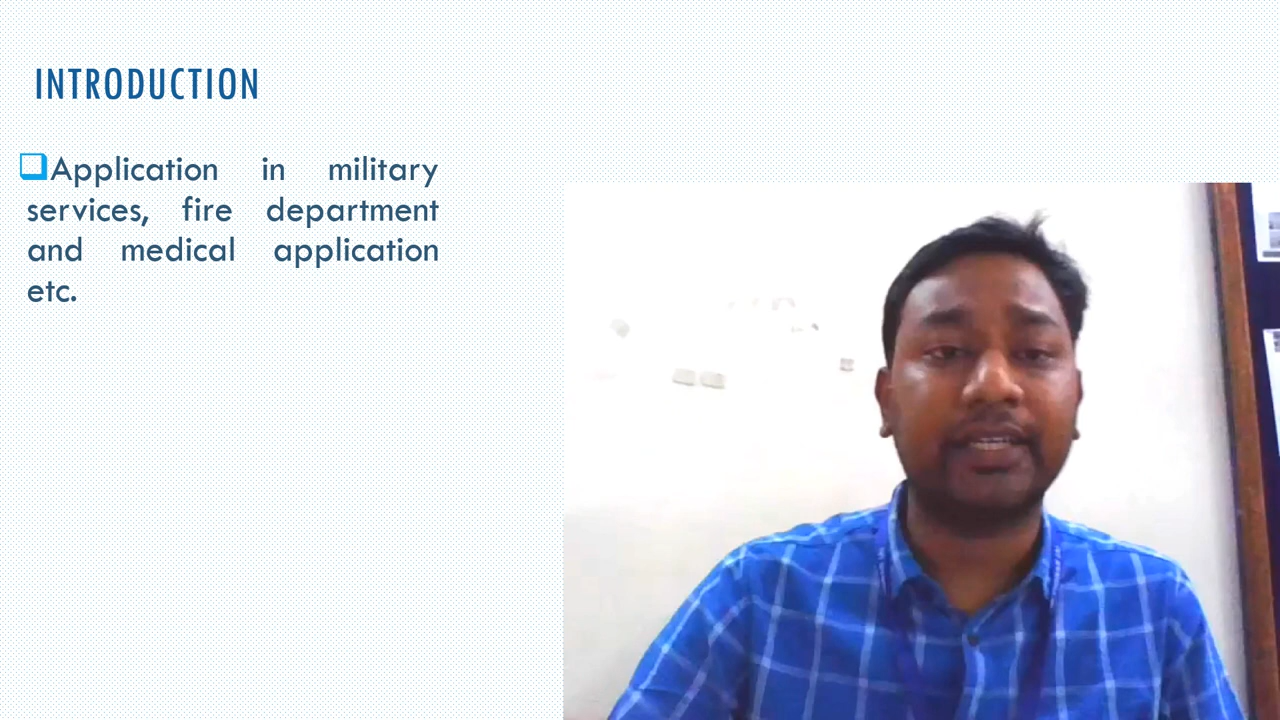 INTRODUCTION
Application in military
services, fire department
and medical application
etc.